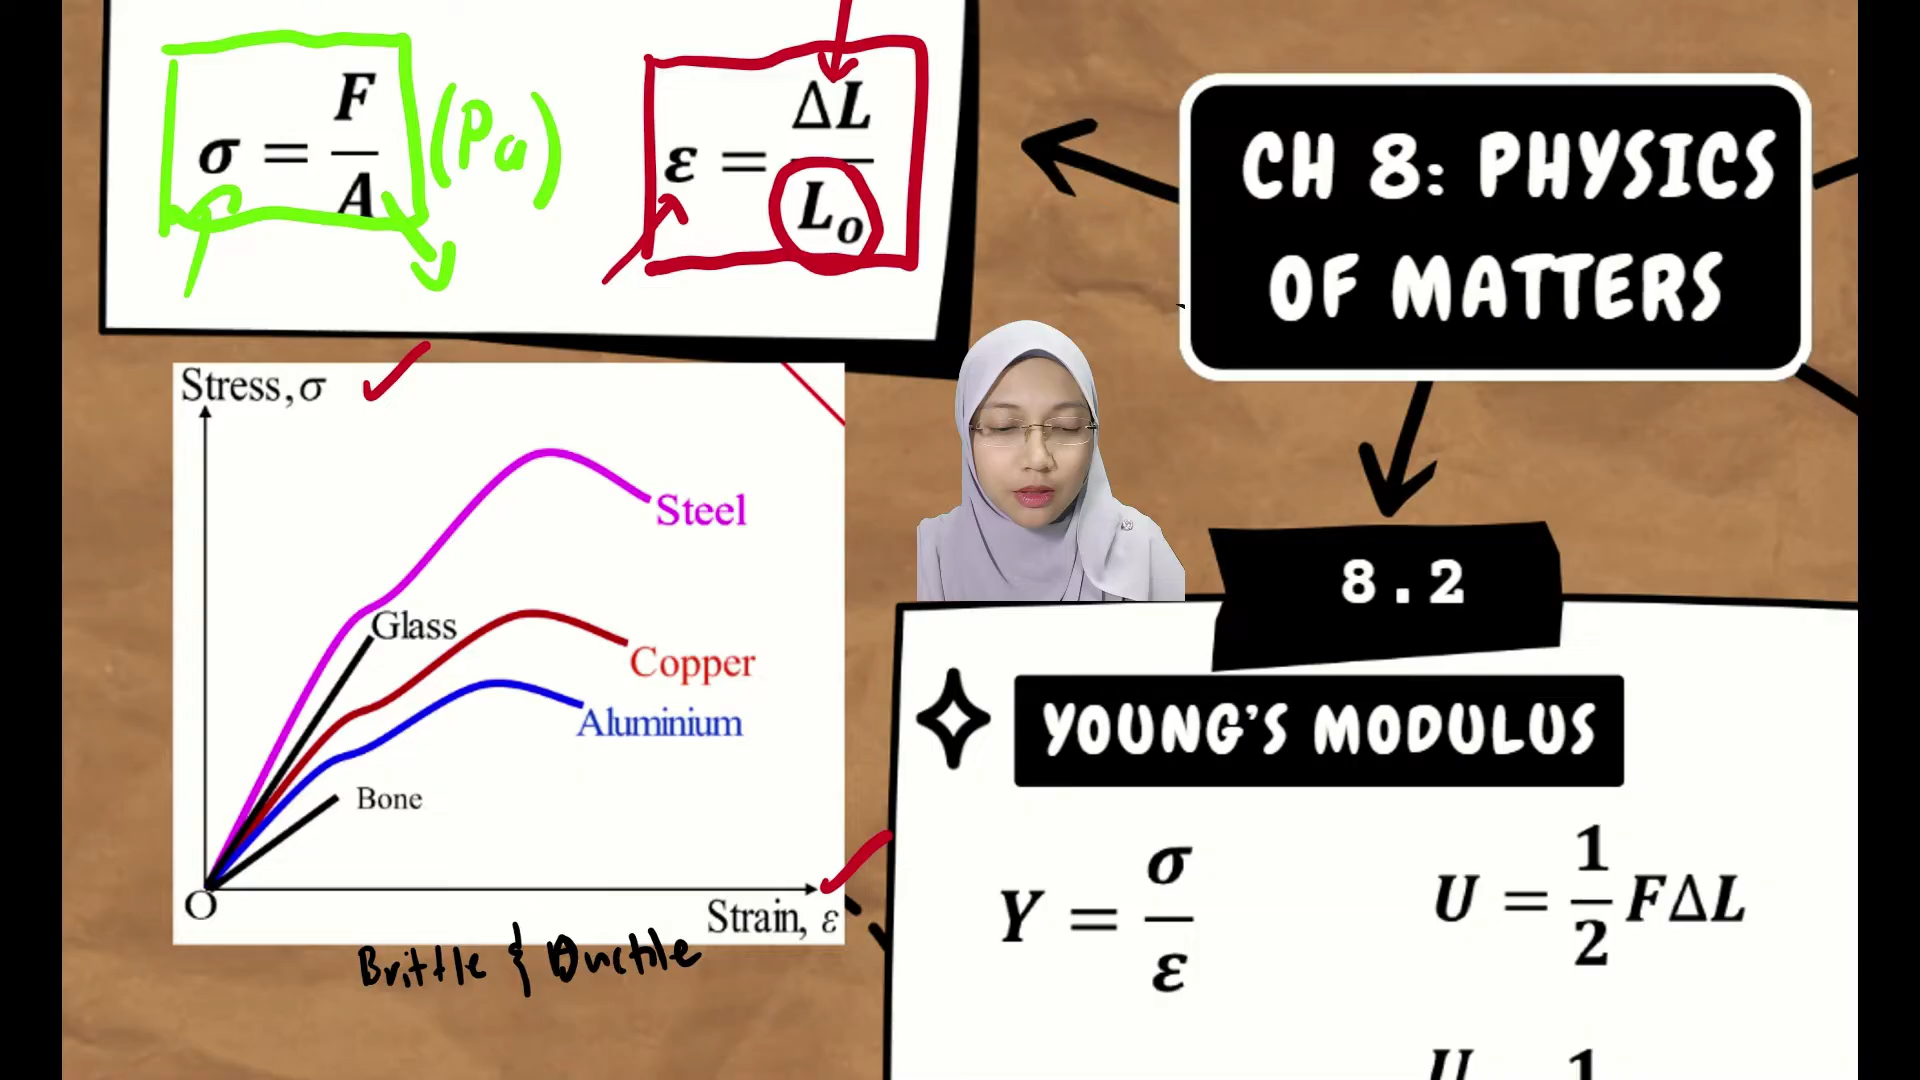 σ = F / A (Pa)
ε = ΔL / L₀
CH 8: PHYSICS
OF MATTERS
Stress, σ
Steel
Glass
Copper
Aluminium
Bone
O
Strain, ε
Brittle & Ductile
8.2
YOUNG'S MODULUS
Y = σ / ε
U = 1 / 2 FΔL
U 1